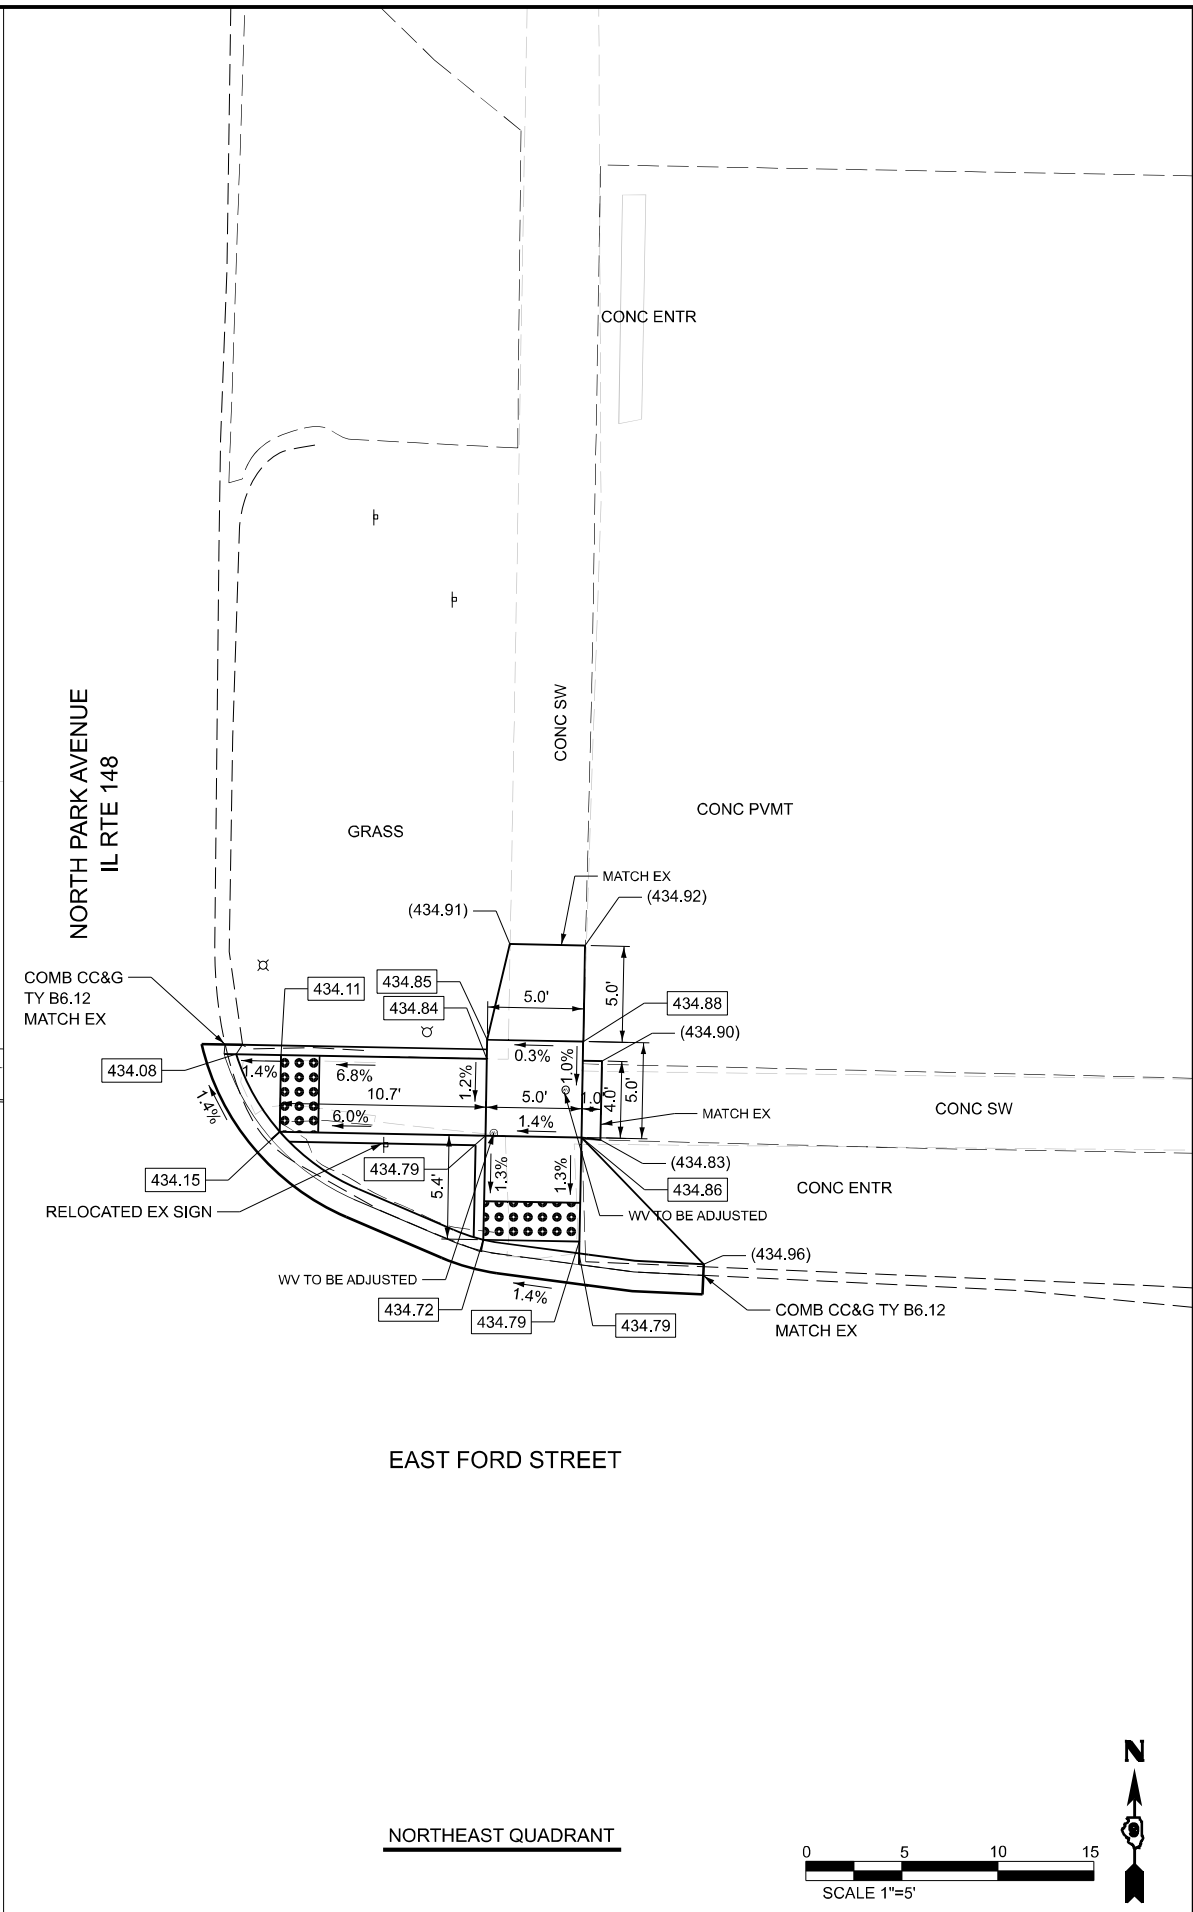 CONC ENTR
NORTH PARK AVENUE
IL RTE 148
CONC SW
CONC PVMT
GRASS
MATCH EX
(434.91)
(434.92)
COMB CC&G
TY B6.12
MATCH EX
434.11
434.85
434.84
5.0'
5.0'
434.88
(434.90)
434.08
1.4%
6.8%
1.2%
0.3%
1.0%
10.7'
5.0'
1.0'
4.0'
5.0'
1.4%
6.0%
1.4%
MATCH EX
CONC SW
434.15
434.79
5.4'
1.3%
1.3%
(434.83)
434.86
CONC ENTR
RELOCATED EX SIGN
WV TO BE ADJUSTED
WV TO BE ADJUSTED
(434.96)
1.4%
434.72
434.79
434.79
COMB CC&G TY B6.12
MATCH EX
EAST FORD STREET
NORTHEAST QUADRANT
N
0 5 10 15
SCALE 1"=5'